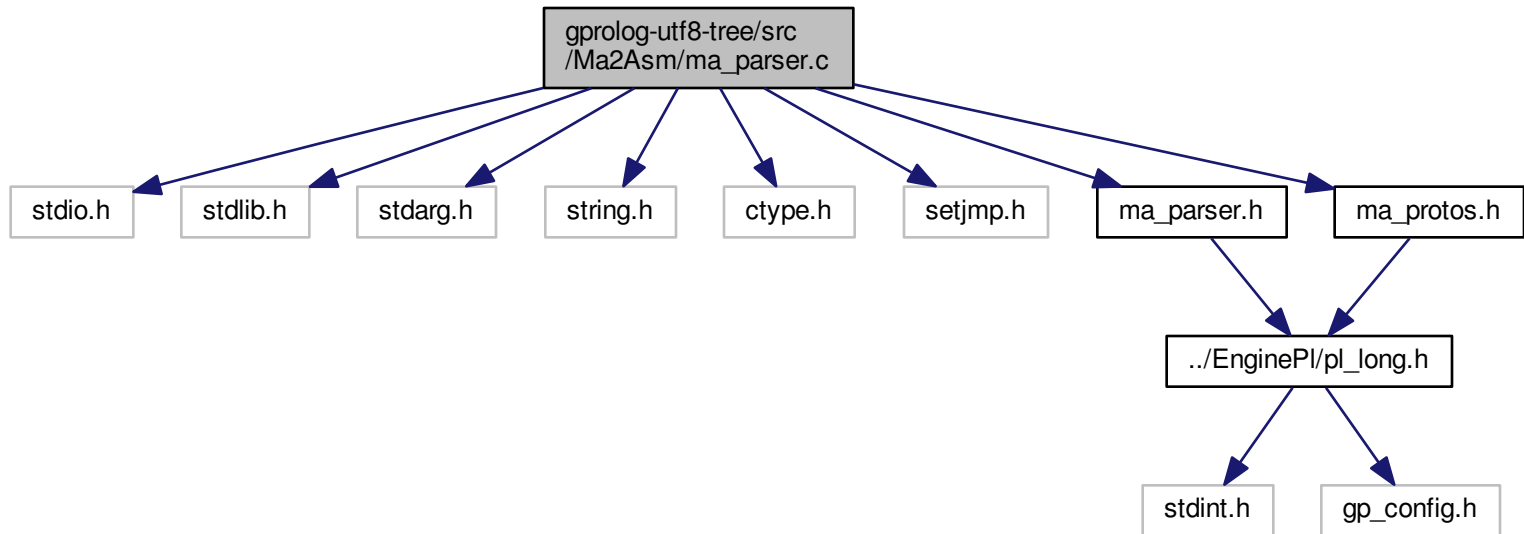 gprolog-utf8-tree/src
/Ma2Asm/ma_parser.c
stdio.h
stdlib.h
stdarg.h
string.h
ctype.h
setjmp.h
ma_parser.h
ma_protos.h
../EnginePl/pl_long.h
stdint.h
gp_config.h